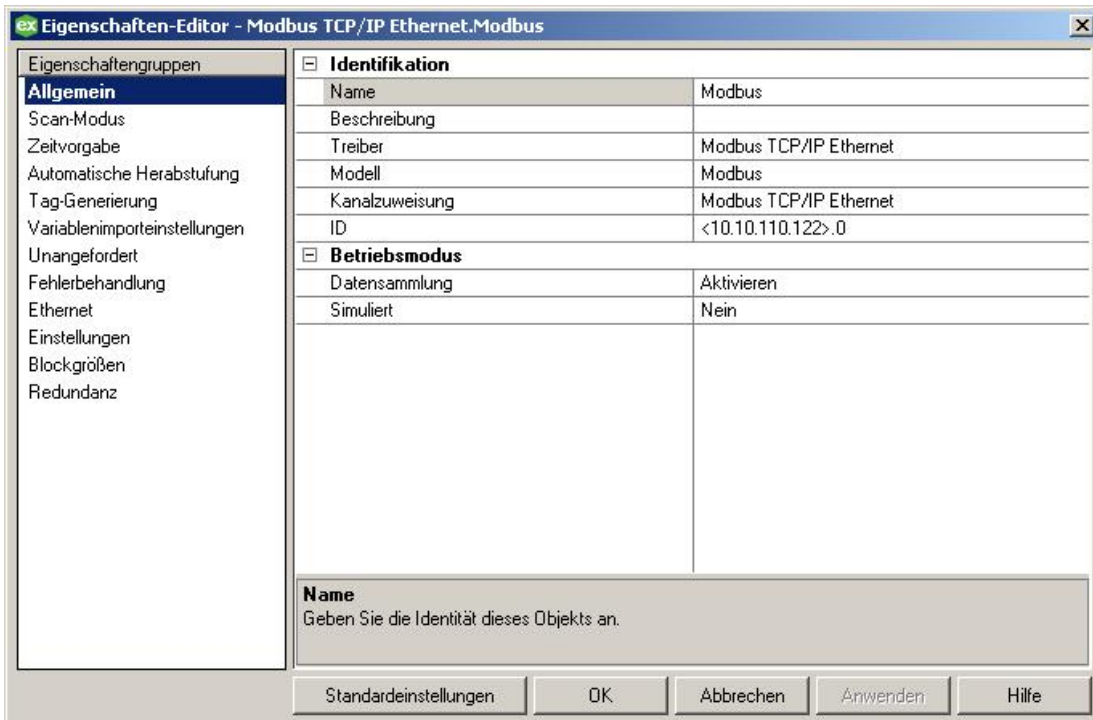 ex Eigenschaften-Editor - Modbus TCP/IP Ethernet.Modbus
Eigenschaftengruppen
Allgemein
Scan-Modus
Zeitvorgabe
Automatische Herabstufung
Tag-Generierung
Variablenimporteinstellungen
Unangefordert
Fehlerbehandlung
Ethernet
Einstellungen
Blockgrößen
Redundanz
Identifikation
Name Modbus
Beschreibung
Treiber Modbus TCP/IP Ethernet
Modell Modbus
Kanalzuweisung Modbus TCP/IP Ethernet
ID <10.10.110.122>.0
Betriebsmodus
Datensammlung Aktivieren
Simuliert Nein
Name
Geben Sie die Identität dieses Objekts an.
Standardeinstellungen OK Abbrechen Anwenden Hilfe